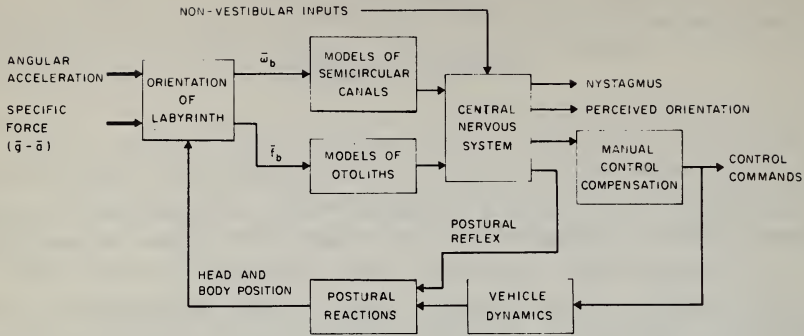 NON-VESTIBULAR INPUTS
ANGULAR
ACCELERATION
SPECIFIC
FORCE
(ḡ-ā)
ORIENTATION
OF
LABYRINTH
ω̄b
f̄b
MODELS OF
SEMICIRCULAR
CANALS
MODELS OF
OTOLITHS
CENTRAL
NERVOUS
SYSTEM
NYSTAGMUS
PERCEIVED ORIENTATION
MANUAL
CONTROL
COMPENSATION
CONTROL
COMMANDS
POSTURAL
REFLEX
HEAD AND
BODY POSITION
POSTURAL
REACTIONS
VEHICLE
DYNAMICS